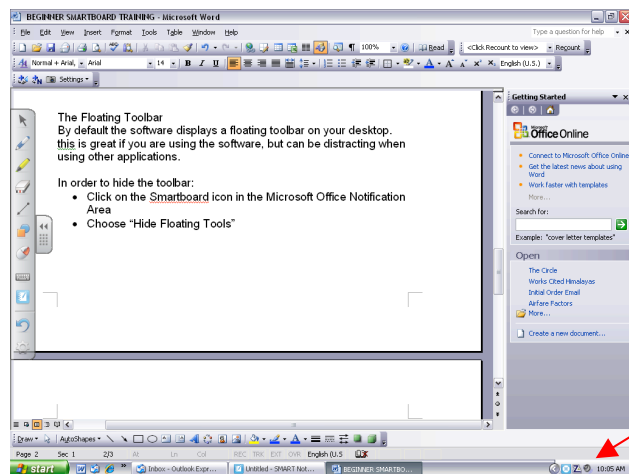 BEGINNER SMARTBOARD TRAINING - Microsoft Word
File Edit View Insert Format Tools Table Window Help Type a question for help
100% Read <Click Recount to view> Recount
Normal + Arial, Arial 14 B I U English (U.S.)
Settings
Getting Started
The Floating Toolbar
By default the software displays a floating toolbar on your desktop.
this is great if you are using the software, but can be distracting when
using other applications.
In order to hide the toolbar:
• Click on the Smartboard icon in the Microsoft Office Notification
Area
• Choose “Hide Floating Tools”
Microsoft
Office Online
Connect to Microsoft Office Online
Get the latest news about using
Word
Work faster with templates
More...
Search for:
Example: "cover letter templates"
Open
The Circle
Works Cited Himalayas
Initial Order Email
Airfare Factors
More...
Create a new document...
Draw AutoShapes
Page 2 Sec 1 2/3 At Ln Col REC TRK EXT OVR English (U.S
start Inbox - Outlook Expr... Untitled - SMART Not... BEGINNER SMARTBO... 10:05 AM